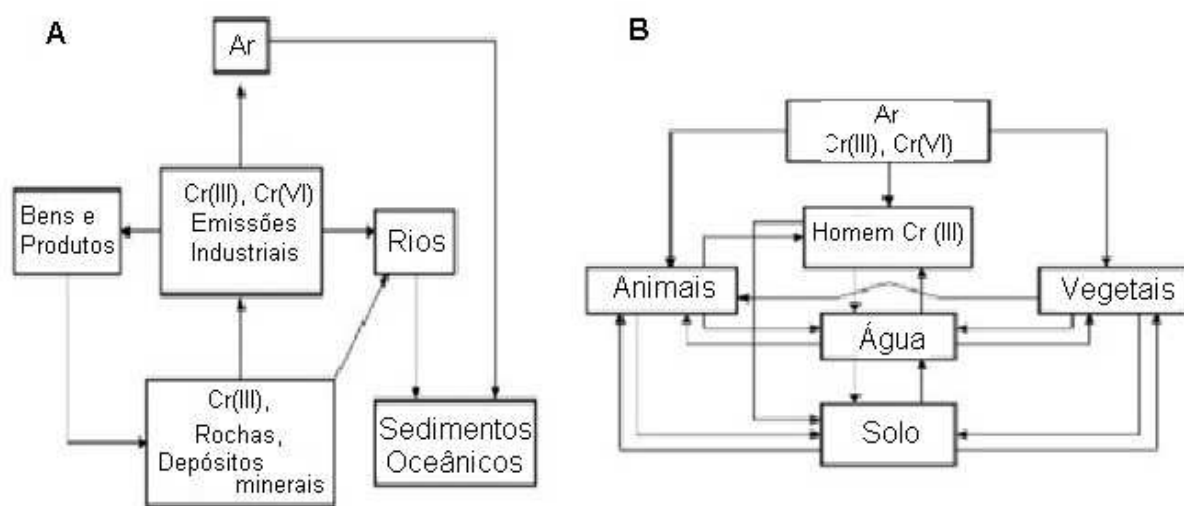 A
Ar
Cr(III), Cr(VI)
Emissões
Industriais
Bens e
Produtos
Rios
Cr(III),
Rochas,
Depósitos
minerais
Sedimentos
Oceânicos
B
Ar
Cr(III), Cr(VI)
Homem Cr (III)
Animais
Vegetais
Água
Solo